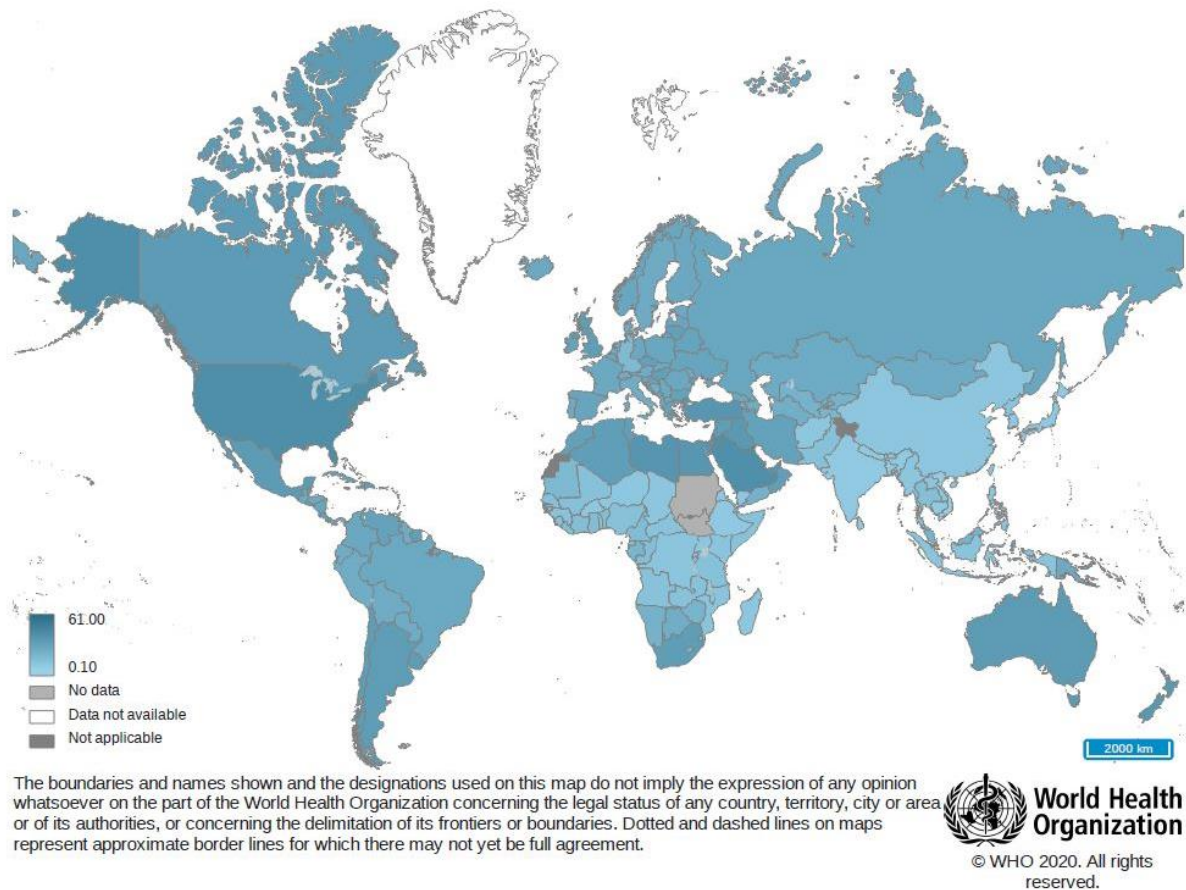 61.00
0.10
No data
Data not available
Not applicable
2000 km
The boundaries and names shown and the designations used on this map do not imply the expression of any opinion
whatsoever on the part of the World Health Organization concerning the legal status of any country, territory, city or area
or of its authorities, or concerning the delimitation of its frontiers or boundaries. Dotted and dashed lines on maps
represent approximate border lines for which there may not yet be full agreement.
World Health
Organization
© WHO 2020. All rights
reserved.